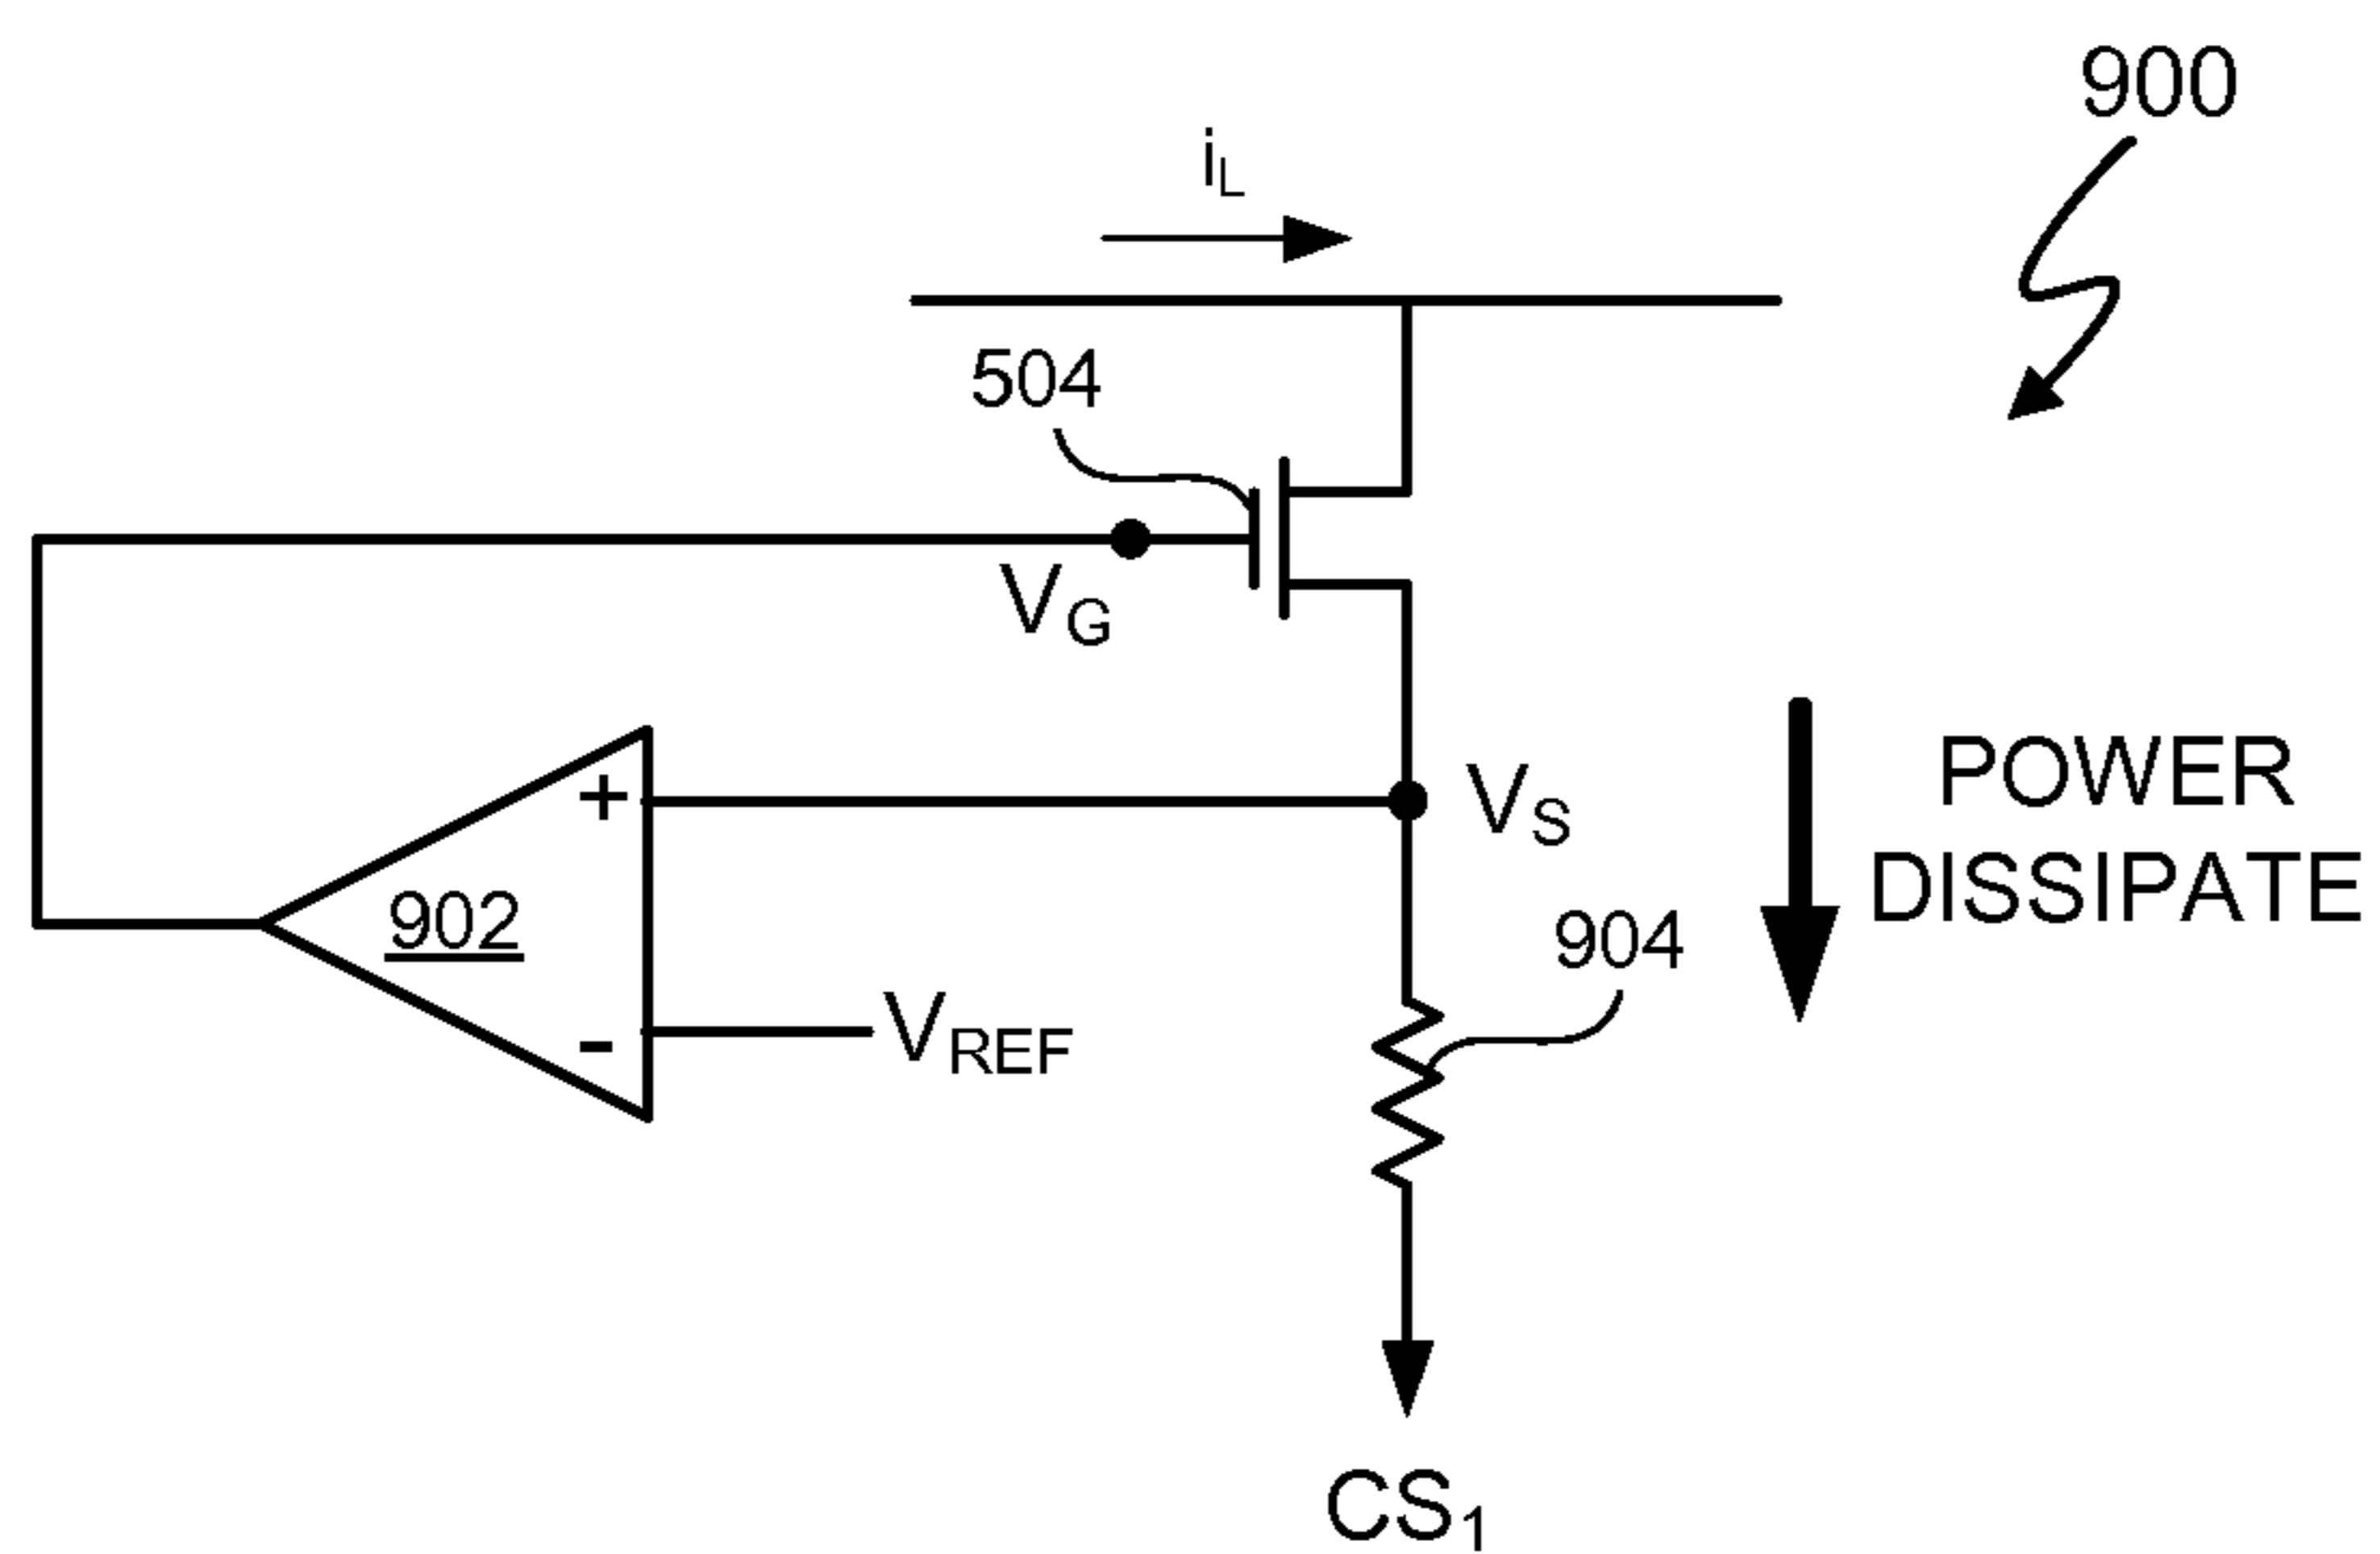 900
iL
504
VG
+
VS
POWER
DISSIPATE
902
904
-
VREF
CS1